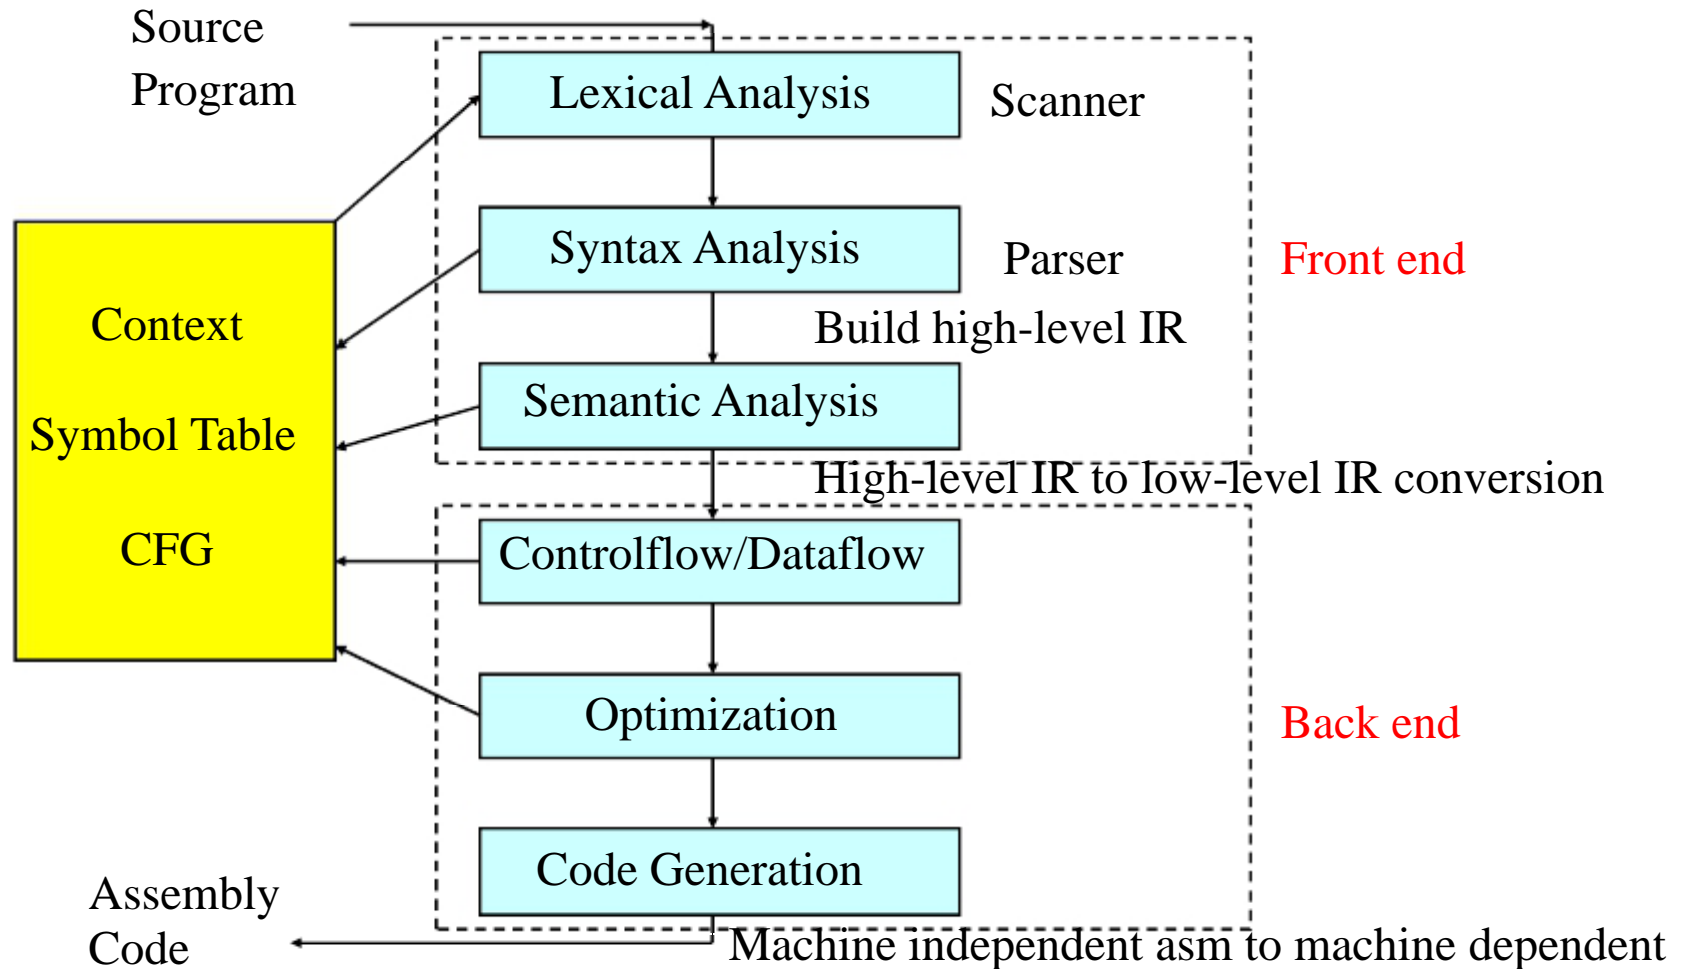 Source
Program
Lexical Analysis
Scanner
Syntax Analysis
Parser
Front end
Build high-level IR
Context
Semantic Analysis
Symbol Table
High-level IR to low-level IR conversion
CFG
Controlflow/Dataflow
Optimization
Back end
Code Generation
Assembly
Code
Machine independent asm to machine dependent